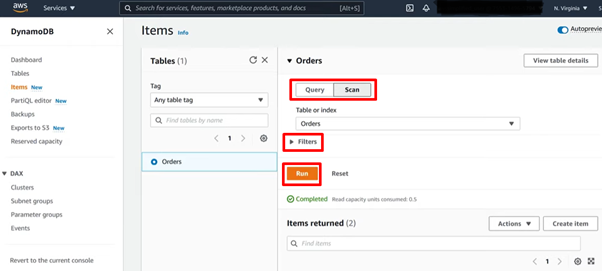 aws
Services
Search for services, features, marketplace products, and docs
[Alt+S]
N. Virginia
DynamoDB
Dashboard
Tables
Items New
PartiQL editor New
Backups
Exports to S3 New
Reserved capacity
DAX
Clusters
Subnet groups
Parameter groups
Events
Revert to the current console
Items Info
Autoprevie
Tables (1)
Tag
Any table tag
Find tables by name
1
Orders
Orders
View table details
Query Scan
Table or index
Orders
Filters
Run Reset
Completed Read capacity units consumed: 0.5
Items returned (2)
Actions
Create item
Find items
1